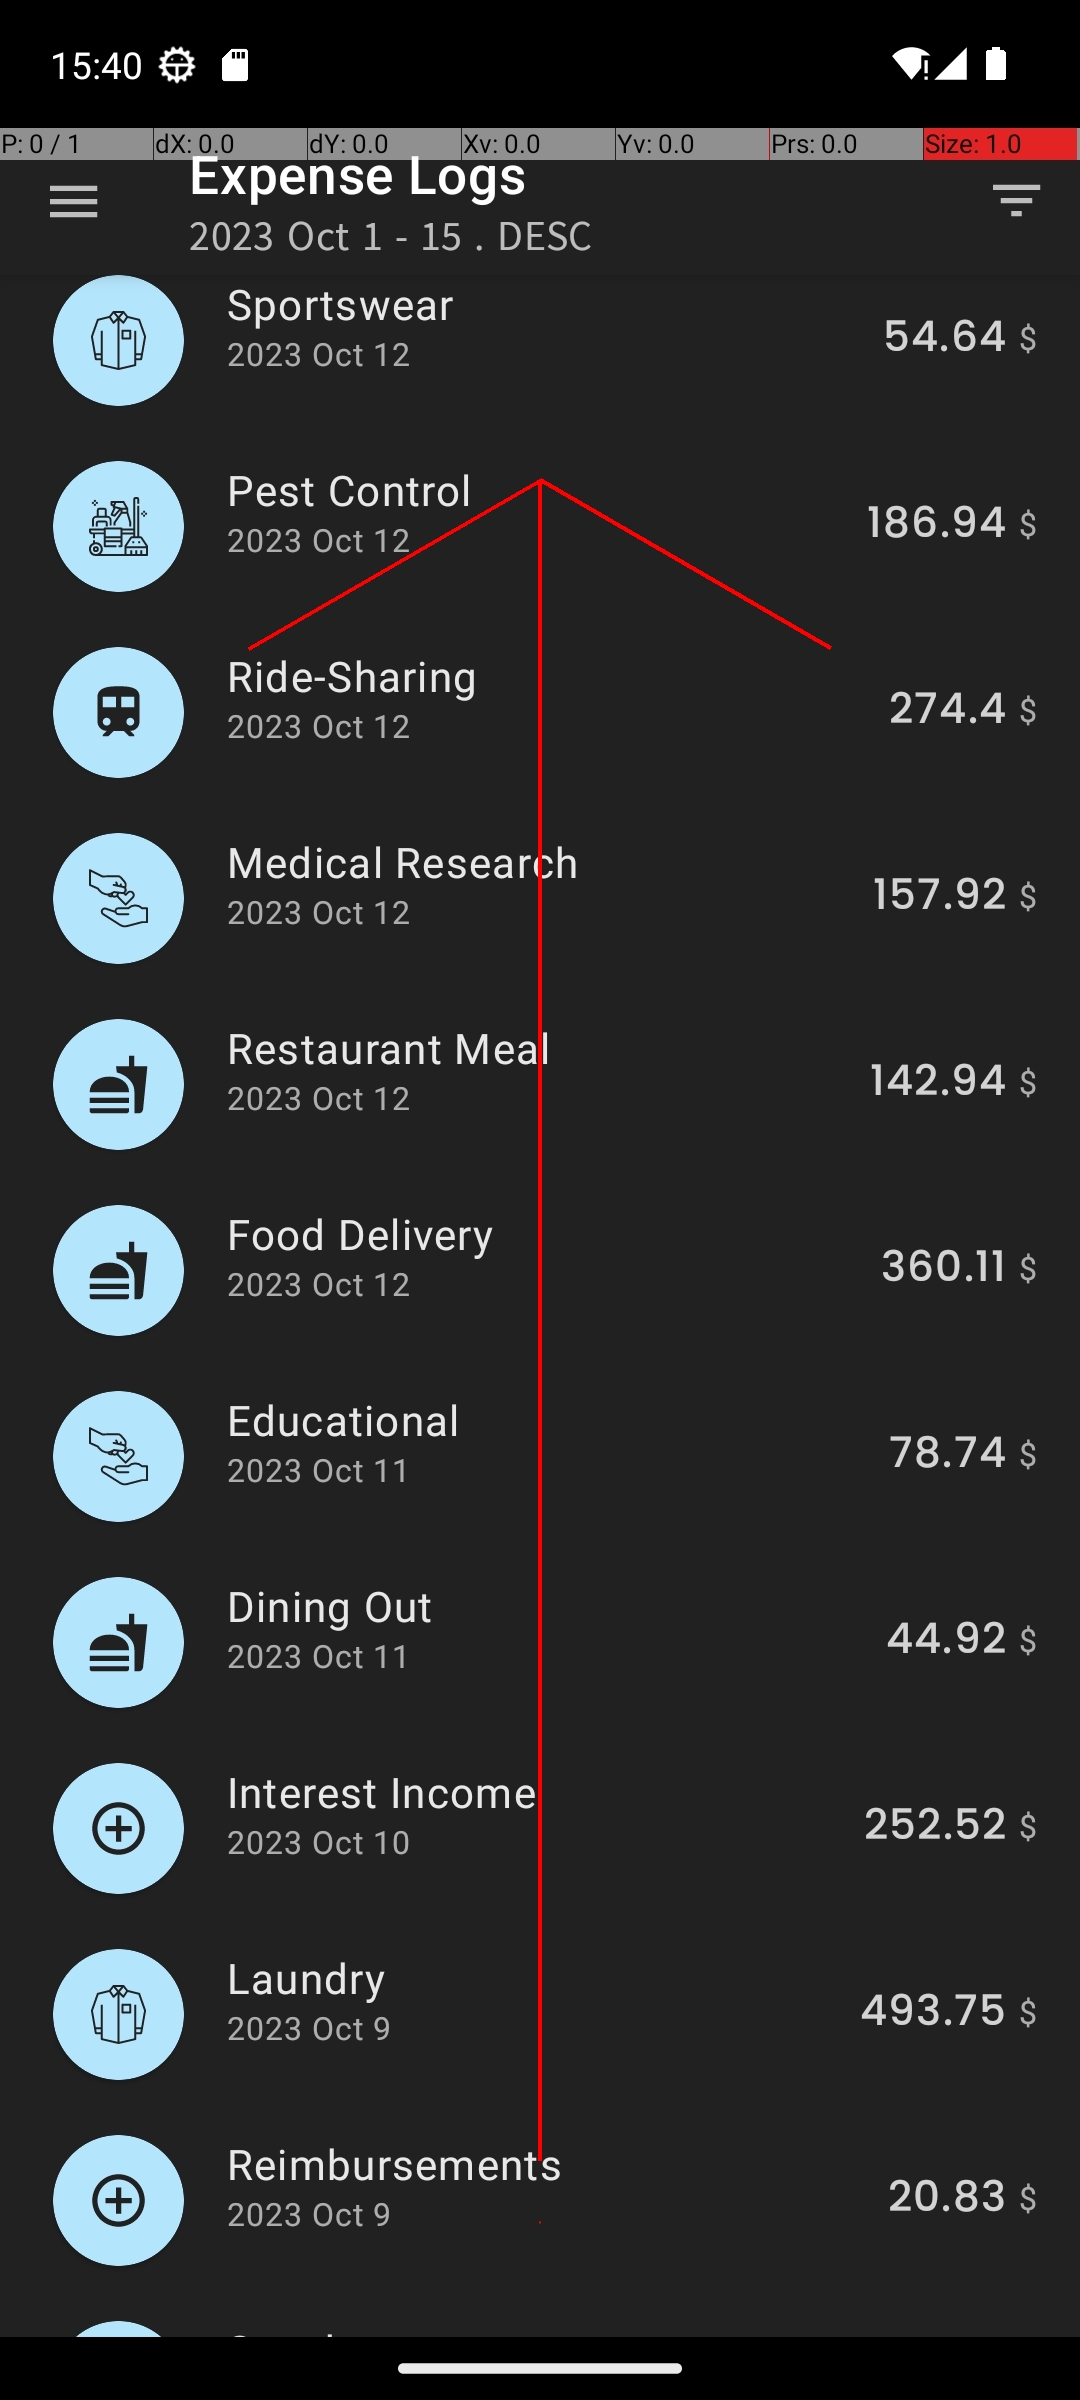 15:40
P: 0 / 1 dX: 0.0 dY: 0.0 Xv: 0.0 Yv: 0.0 Prs: 0.0 Size: 1.0
Expense Logs
2023 Oct 1 - 15 . DESC
Sportswear
2023 Oct 12
54.64 $
Pest Control
2023 Oct 12
186.94 $
Ride-Sharing
2023 Oct 12
274.4 $
Medical Research
2023 Oct 12
157.92 $
Restaurant Meal
2023 Oct 12
142.94 $
Food Delivery
2023 Oct 12
360.11 $
Educational
2023 Oct 11
78.74 $
Dining Out
2023 Oct 11
44.92 $
Interest Income
2023 Oct 10
252.52 $
Laundry
2023 Oct 9
493.75 $
Reimbursements
2023 Oct 9
20.83 $